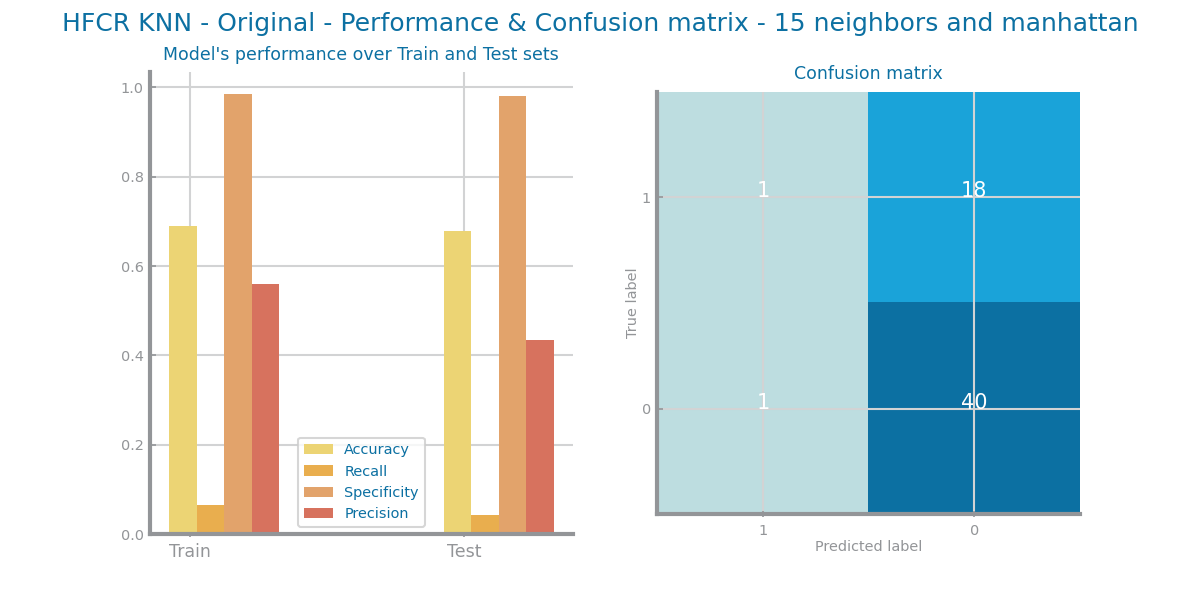 HFCR KNN - Original - Performance & Confusion matrix - 15 neighbors and manhattan
Model's performance over Train and Test sets
1.0
0.8
0.6
0.4
0.2
0.0
Train
Test
Accuracy
Recall
Specificity
Precision
Confusion matrix
True label
1
0
1
18
1
40
1
0
Predicted label